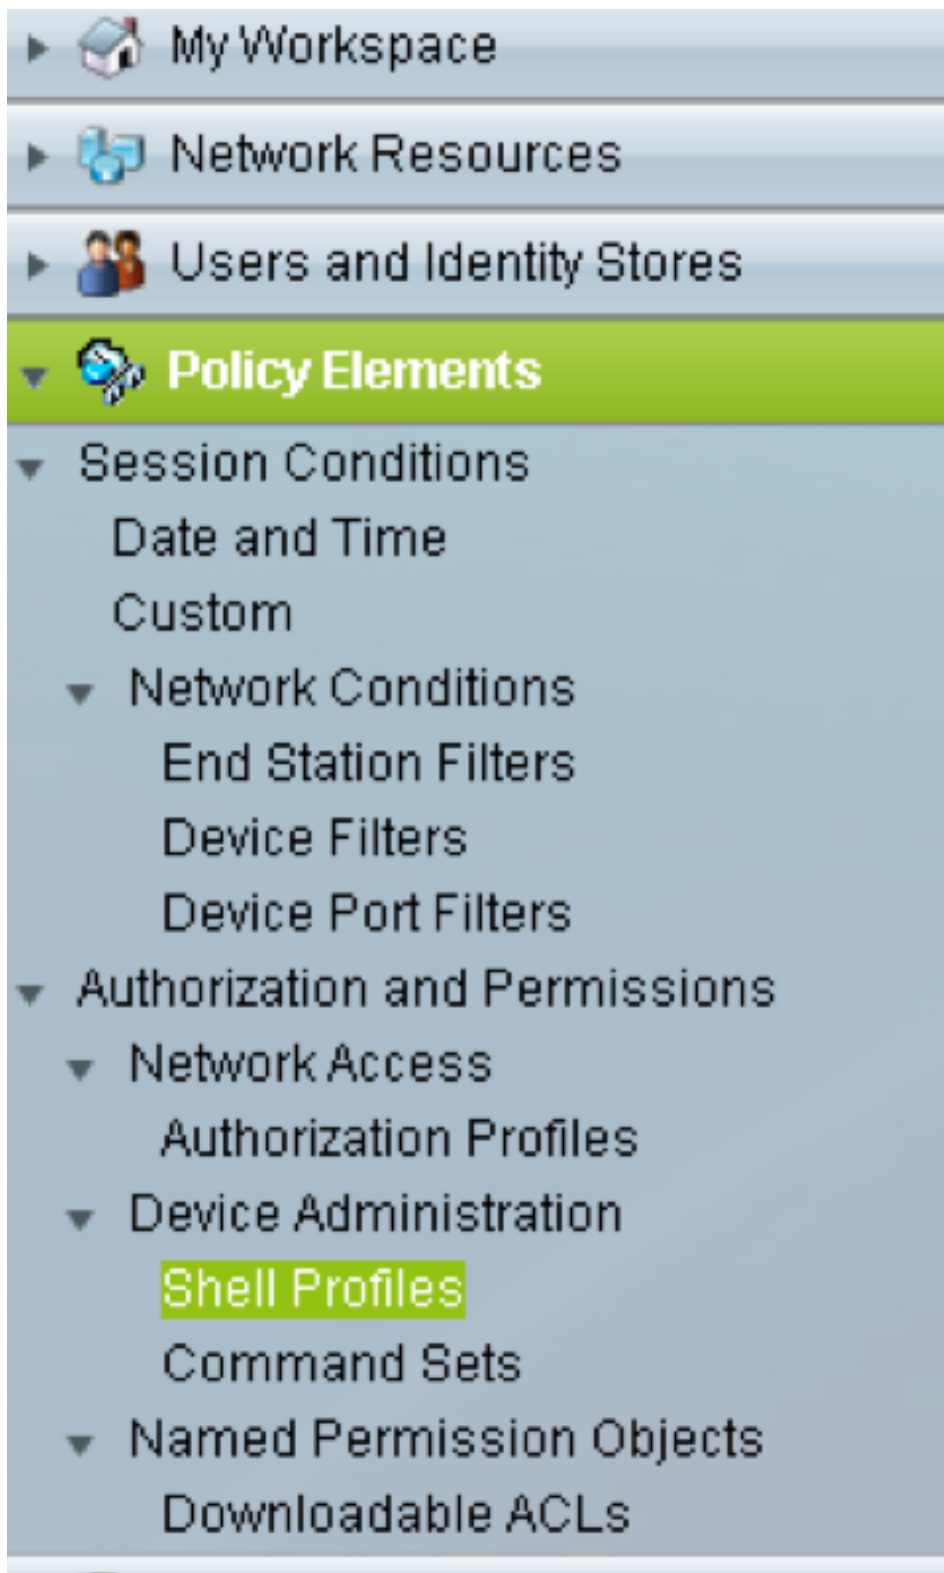 My Workspace
Network Resources
Users and Identity Stores
Policy Elements
Session Conditions
Date and Time
Custom
Network Conditions
End Station Filters
Device Filters
Device Port Filters
Authorization and Permissions
Network Access
Authorization Profiles
Device Administration
Shell Profiles
Command Sets
Named Permission Objects
Downloadable ACLs